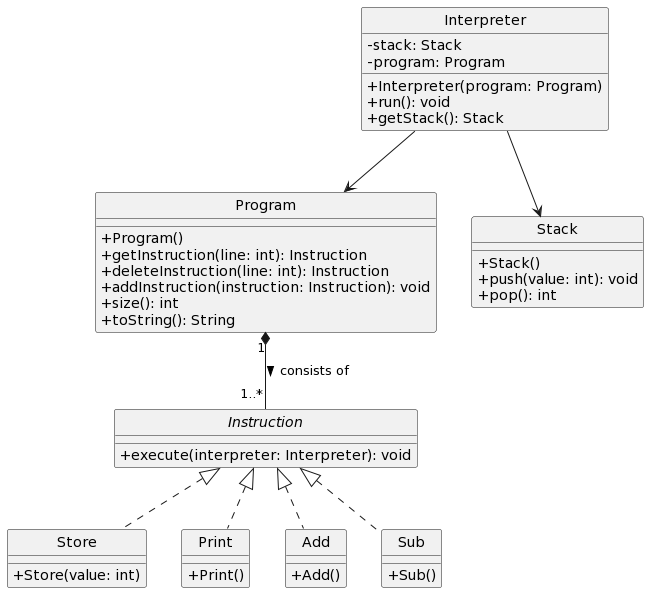 Interpreter
-stack: Stack
-program: Program
+Interpreter(program: Program)
+run(): void
+getStack(): Stack
Program
+Program()
+getInstruction(line: int): Instruction
+deleteInstruction(line: int): Instruction
+addInstruction(instruction: Instruction): void
+size(): int
+toString(): String
Stack
+Stack()
+push(value: int): void
+pop(): int
1
consists of
1..*
Instruction
+execute(interpreter: Interpreter): void
Store
+Store(value: int)
Print
+Print()
Add
+Add()
Sub
+Sub()